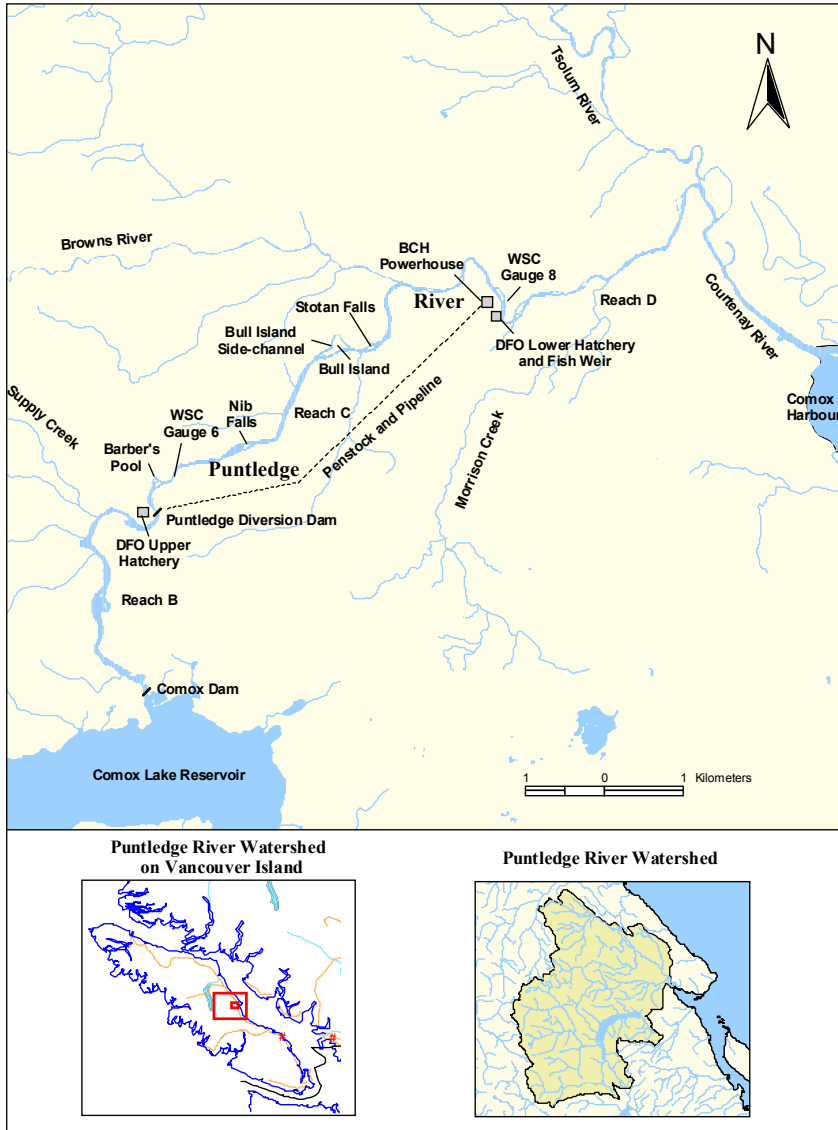 N
Tsolum River
Browns River
BCH
Powerhouse
WSC
Gauge 8
River
Reach D
Stotan Falls
Courtenay River
Bull Island
Side-channel
DFO Lower Hatchery
and Fish Weir
Bull Island
Comox
Harbour
Supply Creek
Reach C
Penstock and Pipeline
Nib
Falls
WSC
Gauge 6
Morrison Creek
Barber's
Pool
Puntledge
Puntledge Diversion Dam
DFO Upper
Hatchery
Reach B
Comox Dam
Comox Lake Reservoir
1 0 1 Kilometers
Puntledge River Watershed
on Vancouver Island
Puntledge River Watershed
#
#